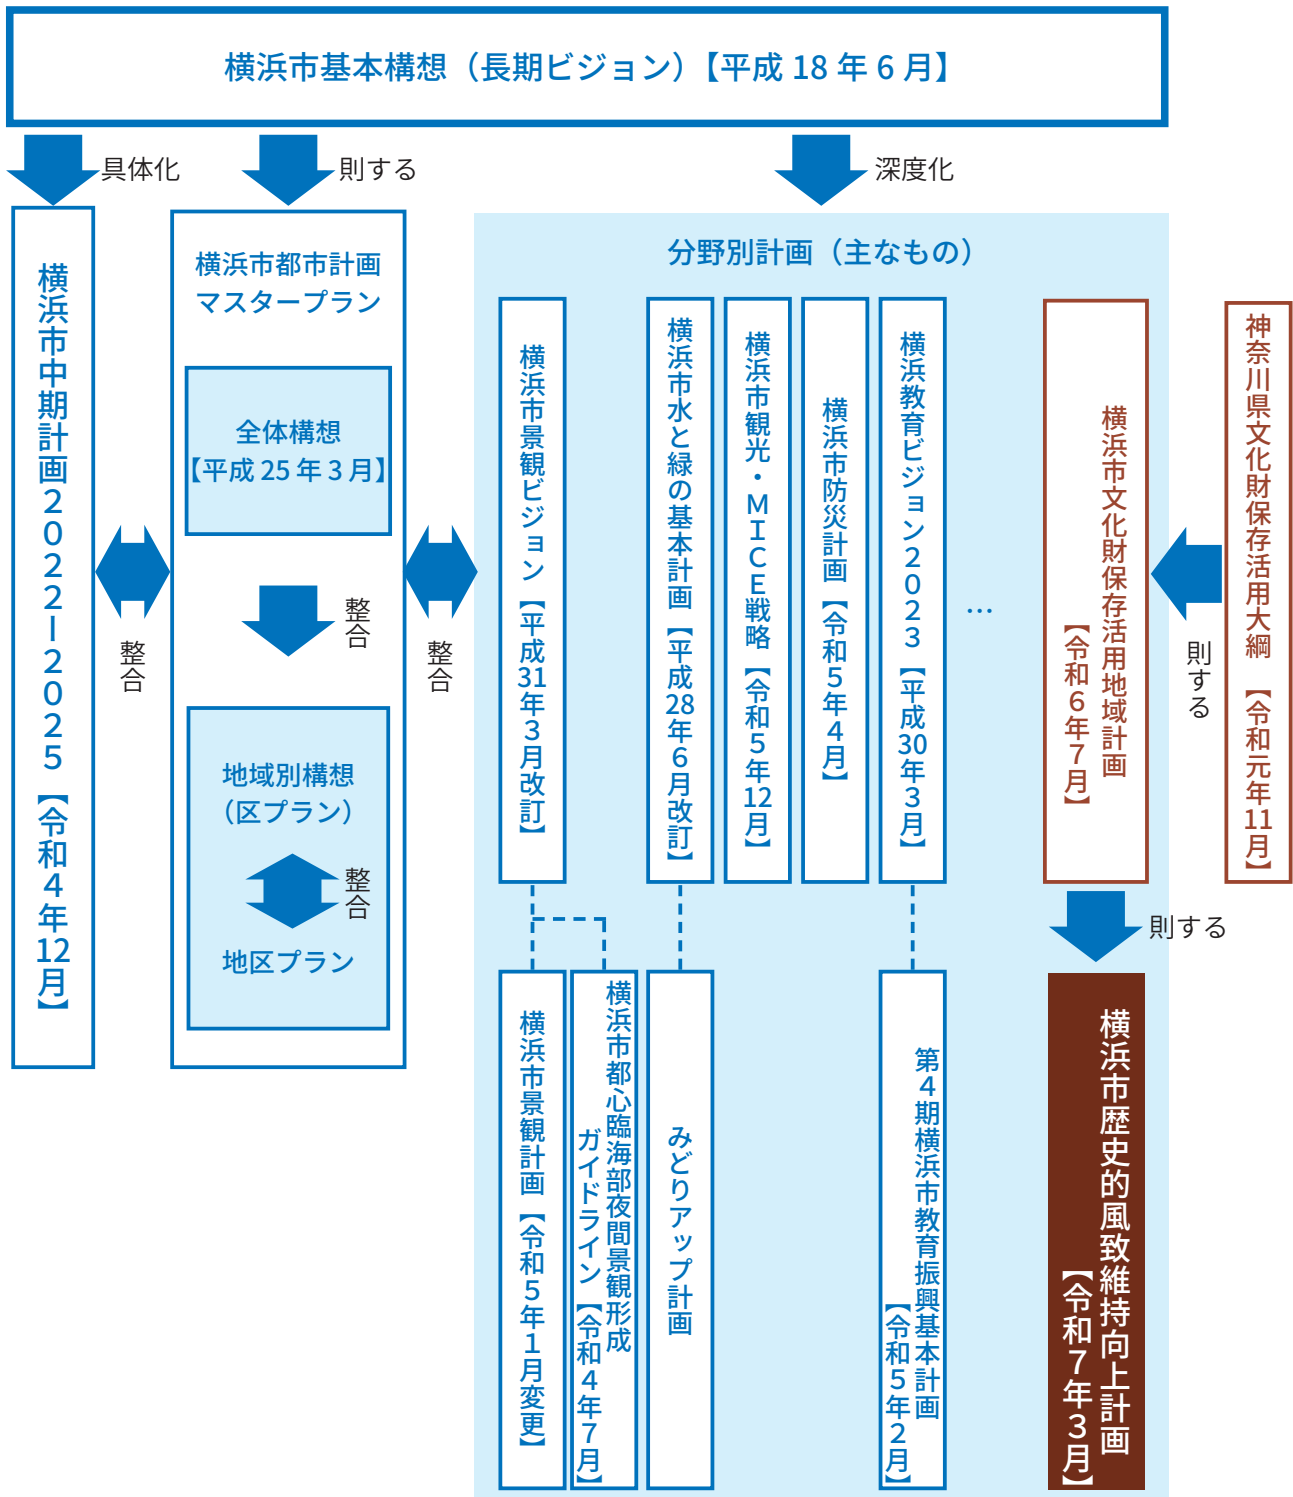 横浜市基本構想（長期ビジョン）【平成 18 年 6 月】
具体化
則する
深度化
横浜市中期計画２０２２ー２０２５【令和４年12月】
整合
横浜市都市計画
マスタープラン
全体構想
【平成 25 年 3 月】
整合
地域別構想
（区プラン）
整合
地区プラン
整合
分野別計画（主なもの）
横浜市景観ビジョン【平成31年３月改訂】
横浜市水と緑の基本計画【平成28年６月改訂】
横浜市観光・ＭＩＣＥ戦略【令和５年12月】
横浜市防災計画【令和５年４月】
横浜教育ビジョン２０２３【平成30年３月】
…
横浜市文化財保存活用地域計画
【令和６年７月】
則する
神奈川県文化財保存活用大綱　【令和元年11月】
則する
横浜市景観計画【令和５年１月変更】
横浜市都心臨海部夜間景観形成
ガイドライン【令和４年７月】
みどりアップ計画
第４期横浜市教育振興基本計画
【令和５年２月】
横浜市歴史的風致維持向上計画
【令和７年３月】